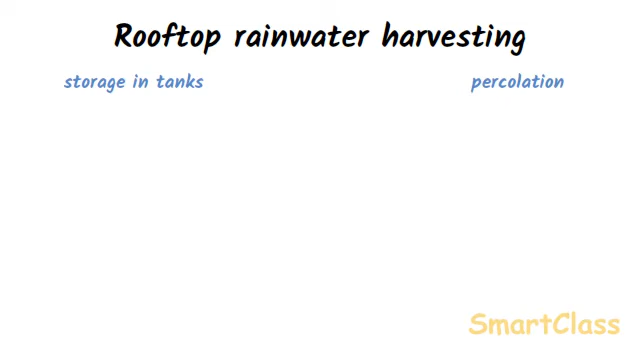 Rooftop rainwater harvesting
storage in tanks
percolation
SmartClass